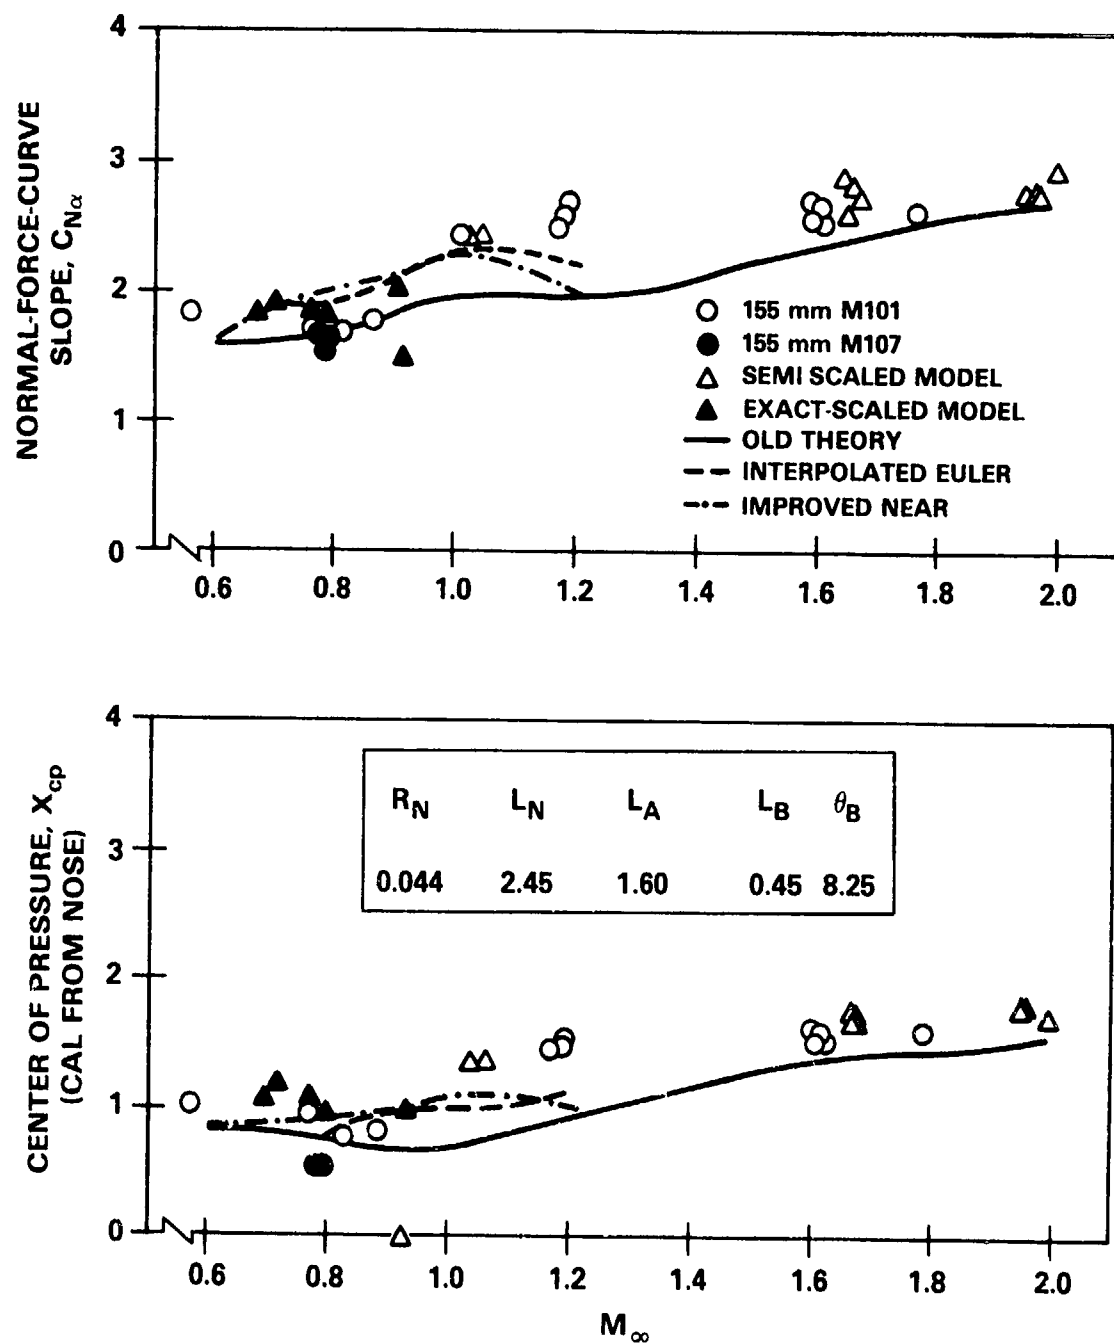 4
3
2
1
0
NORMAL-FORCE-CURVE
SLOPE, CNα
155 mm M101
155 mm M107
SEMI SCALED MODEL
EXACT-SCALED MODEL
OLD THEORY
INTERPOLATED EULER
IMPROVED NEAR
0.6 0.8 1.0 1.2 1.4 1.6 1.8 2.0
4
3
2
1
0
CENTER OF PRESSURE, Xcp
(CAL FROM NOSE)
RN LN LA LB θB
0.044 2.45 1.60 0.45 8.25
0.6 0.8 1.0 1.2 1.4 1.6 1.8 2.0
M∞